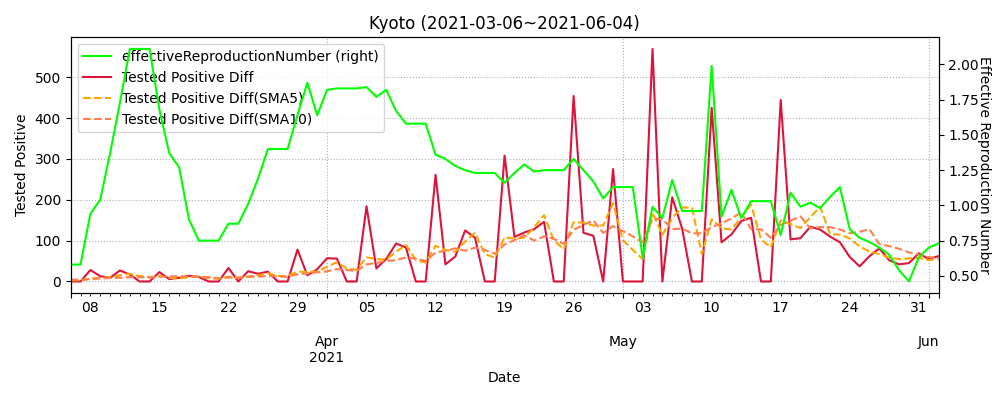 Kyoto (2021-03-06~2021-06-04)
effectiveReproductionNumber (right)
Tested Positive Diff
Tested Positive Diff(SMA5)
Tested Positive Diff(SMA10)
Tested Positive
500
400
300
200
100
0
2.00
1.75
1.50
1.25
1.00
0.75
0.50
Effective Reproduction Number
08 15 22 29 05 12 19 26 03 10 17 24 31
Apr May Jun
2021
Date